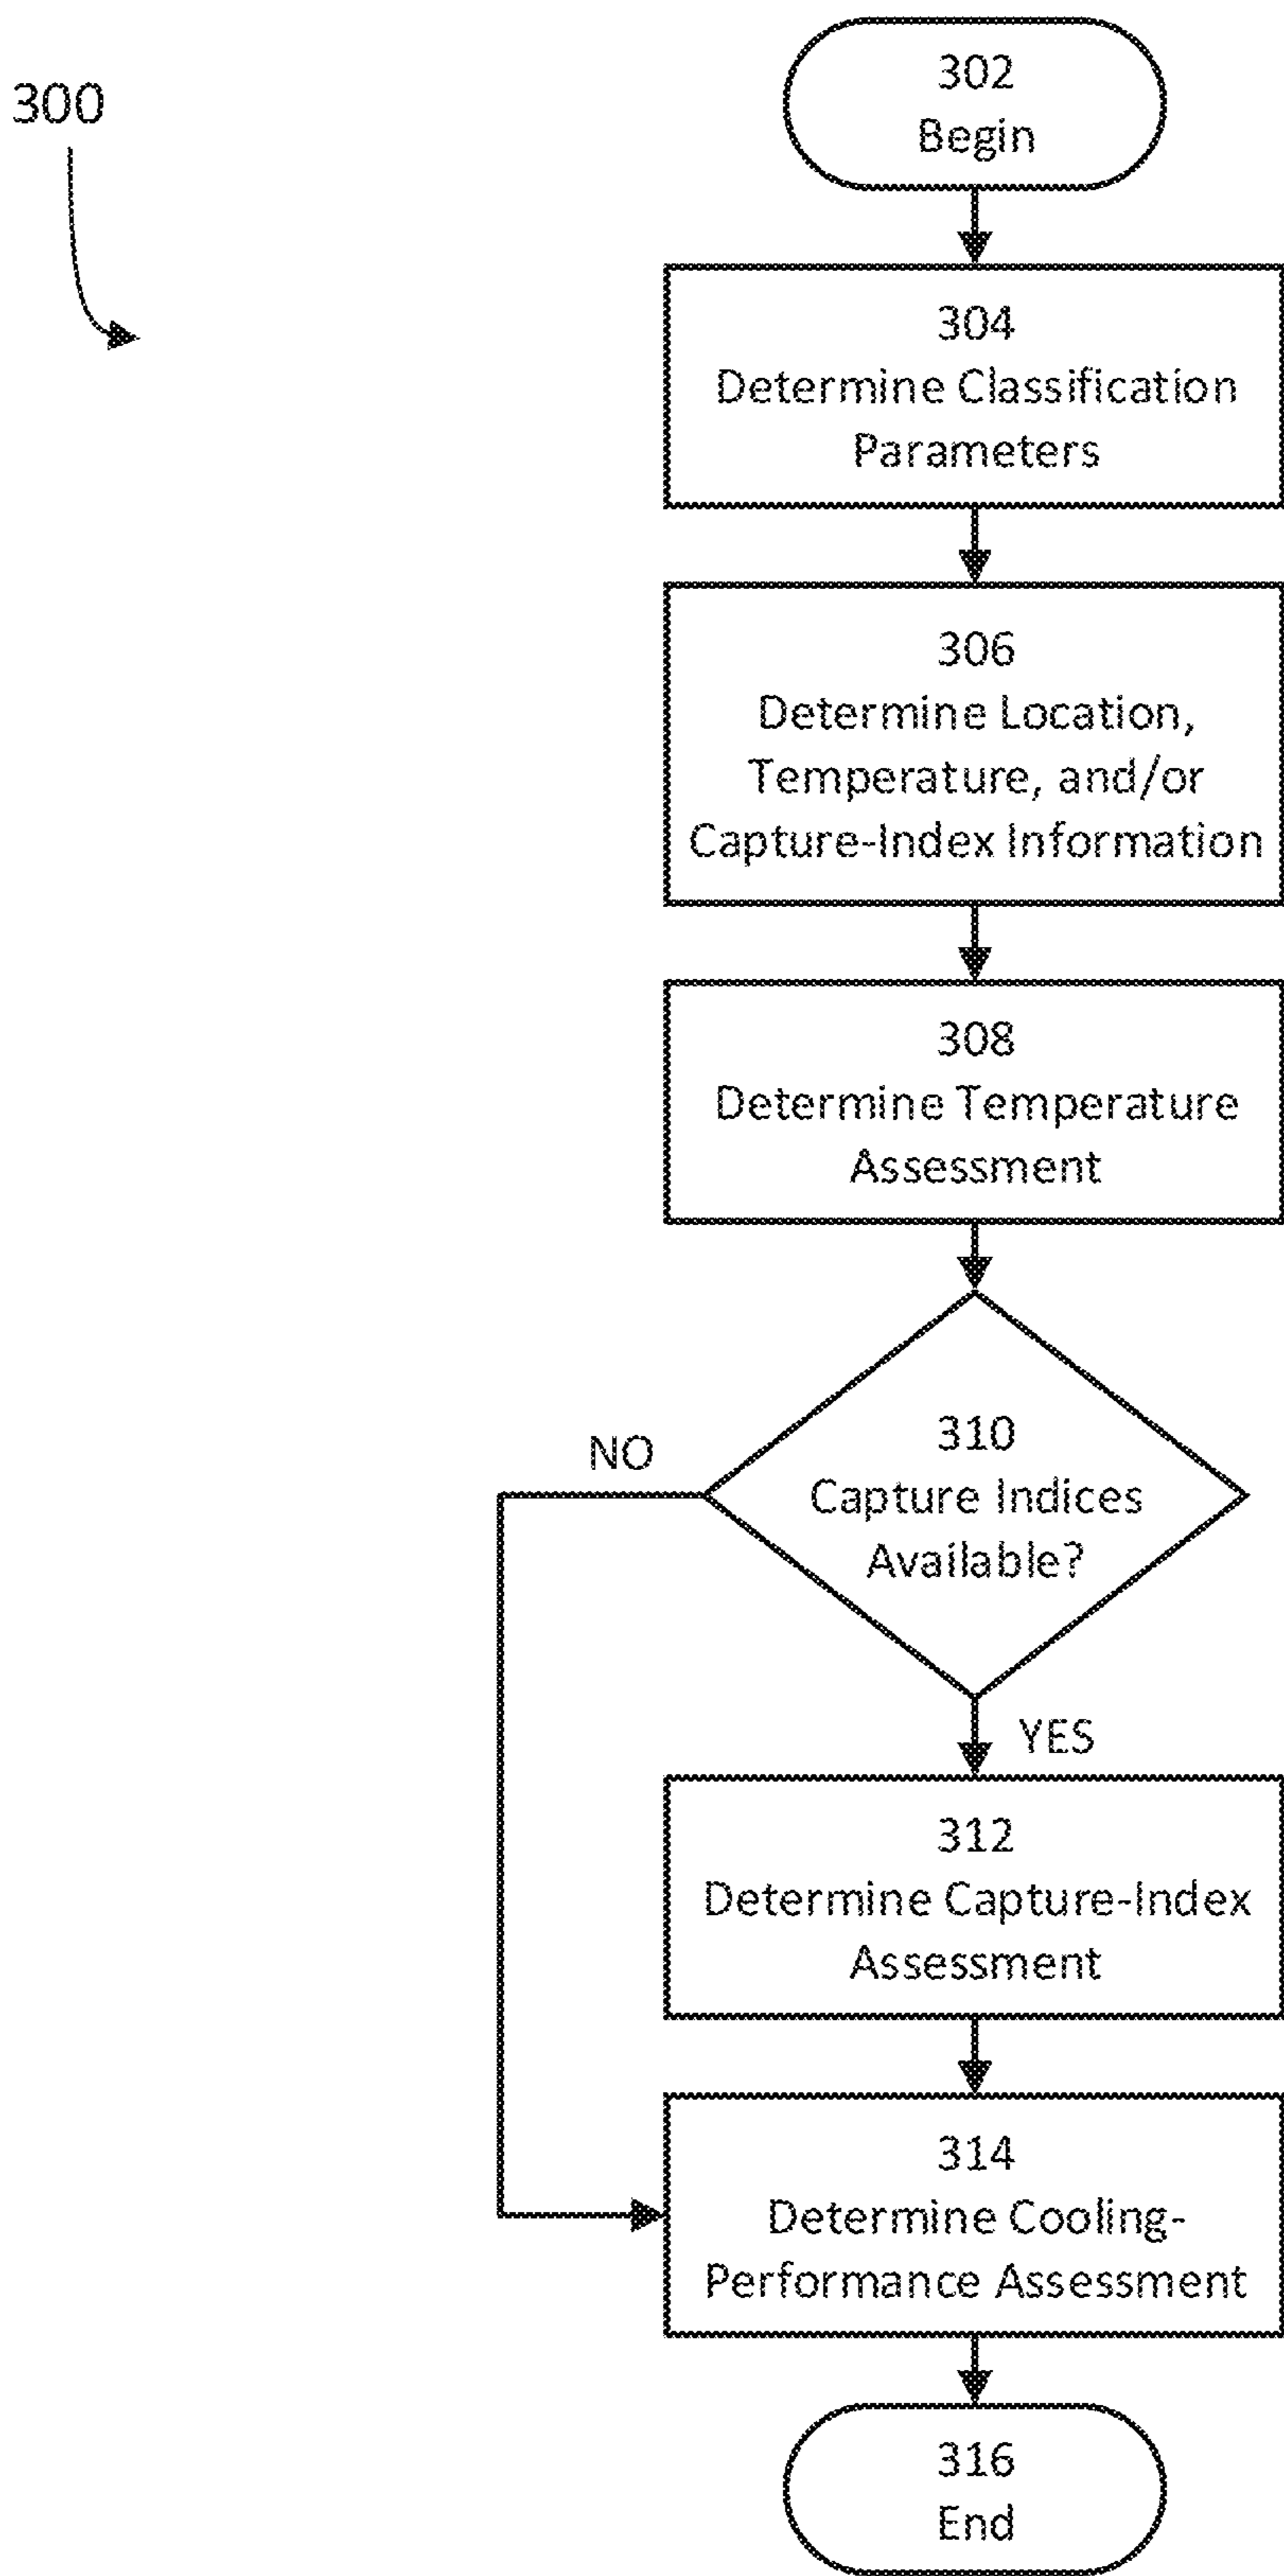 300
302
Begin
304
Determine Classification
Parameters
306
Determine Location,
Temperature, and/or
Capture-Index Information
308
Determine Temperature
Assessment
310
Capture Indices
Available?
NO
YES
312
Determine Capture-Index
Assessment
314
Determine Cooling-
Performance Assessment
316
End